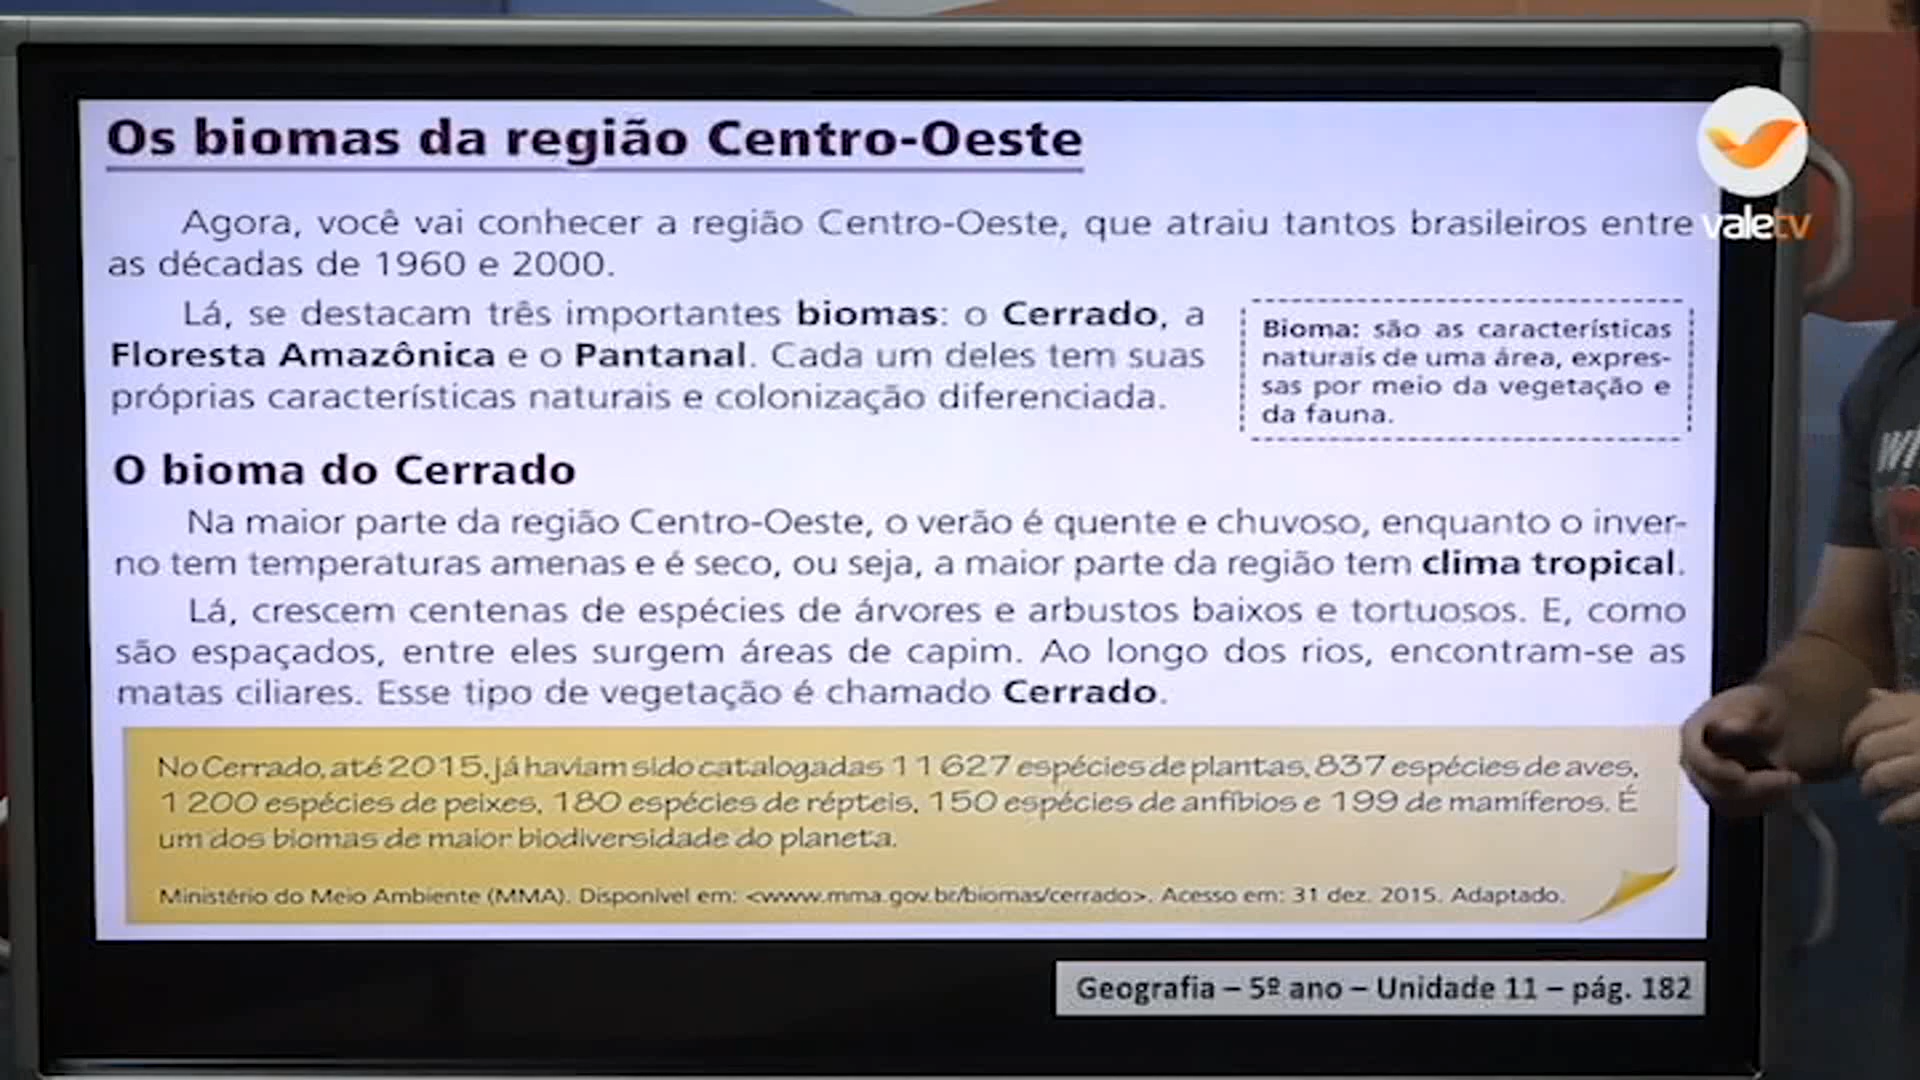 Os biomas da região Centro-Oeste
Agora, você vai conhecer a região Centro-Oeste, que atraiu tantos brasileiros entre
as décadas de 1960 e 2000.
Lá, se destacam três importantes biomas: o Cerrado, a
Floresta Amazônica e o Pantanal. Cada um deles tem suas
próprias características naturais e colonização diferenciada.
Bioma: são as características
naturais de uma área, expres-
sas por meio da vegetação e
da fauna.
O bioma do Cerrado
Na maior parte da região Centro-Oeste, o verão é quente e chuvoso, enquanto o inver-
no tem temperaturas amenas e é seco, ou seja, a maior parte da região tem clima tropical.
Lá, crescem centenas de espécies de árvores e arbustos baixos e tortuosos. E, como
são espaçados, entre eles surgem áreas de capim. Ao longo dos rios, encontram-se as
matas ciliares. Esse tipo de vegetação é chamado Cerrado.
No Cerrado, até 2015, já haviam sido catalogadas 11 627 espécies de plantas, 837 espécies de aves,
1 200 espécies de peixes, 180 espécies de répteis, 150 espécies de anfíbios e 199 de mamíferos. É
um dos biomas de maior biodiversidade do planeta.
Ministério do Meio Ambiente (MMA). Disponível em: <www.mma.gov.br/biomas/cerrado>. Acesso em: 31 dez. 2015. Adaptado.
Geografia – 5º ano – Unidade 11 – pág. 182
valetv